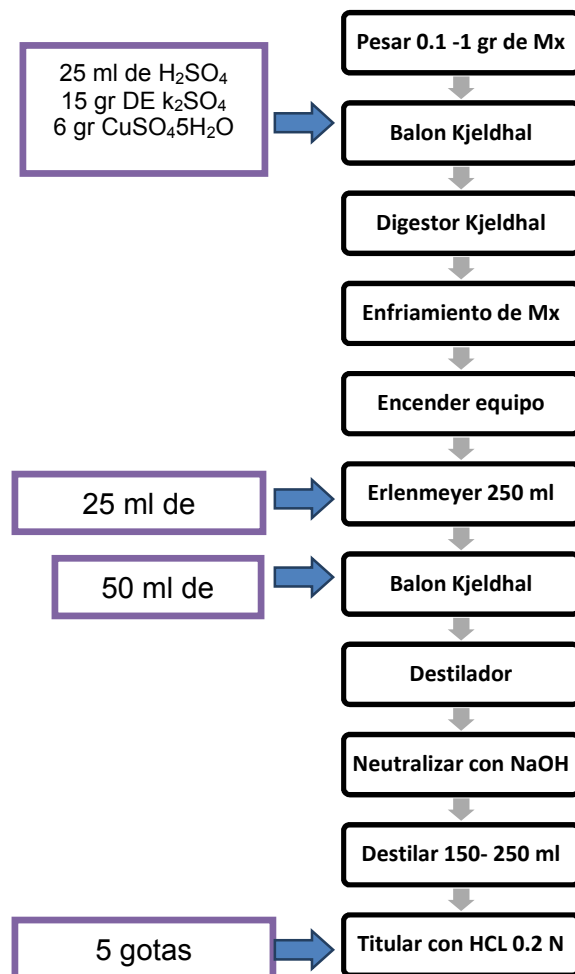 Pesar 0.1 -1 gr de Mx
25 ml de H₂SO₄
15 gr DE k₂SO₄
6 gr CuSO₄5H₂O
Balon Kjeldhal
Digestor Kjeldhal
Enfriamiento de Mx
Encender equipo
25 ml de
Erlenmeyer 250 ml
50 ml de
Balon Kjeldhal
Destilador
Neutralizar con NaOH
Destilar 150- 250 ml
5 gotas
Titular con HCL 0.2 N